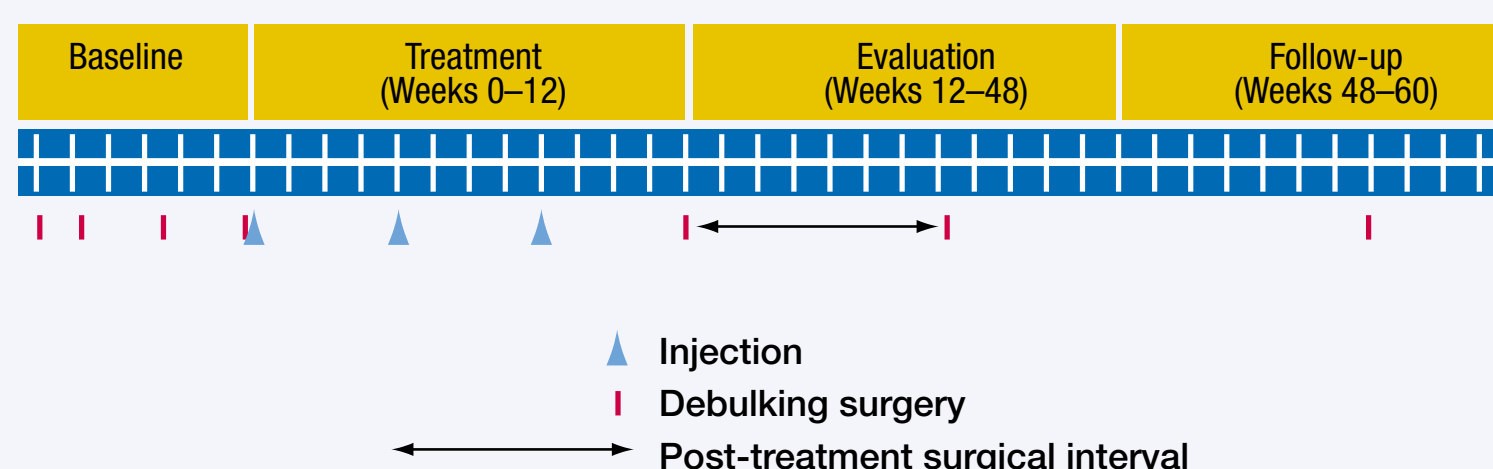 Baseline
Treatment
(Weeks 0–12)
Evaluation
(Weeks 12–48)
Follow-up
(Weeks 48–60)
Injection
Debulking surgery
Post-treatment surgical interval